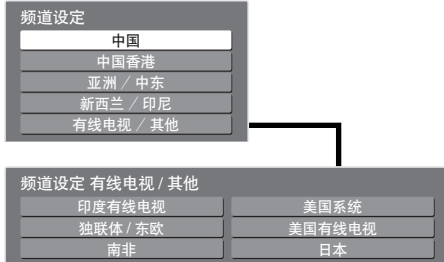 频道设定
中国
中国香港
亚洲 / 中东
新西兰 / 印尼
有线电视 / 其他
频道设定 有线电视 / 其他
印度有线电视
美国系统
独联体 / 东欧
美国有线电视
南非
日本